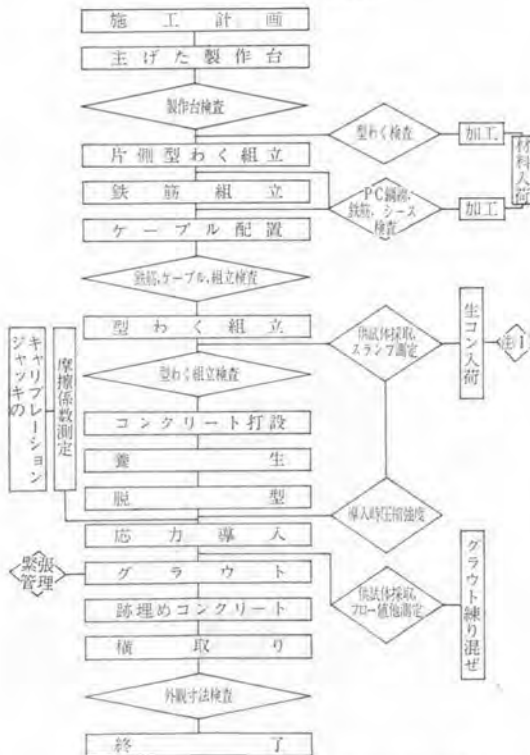 施工計画
主げた製作台
製作台検査
型わく検査
加工
材料入荷
片側型わく組立
鉄筋組立
PC鋼線,
鉄筋,シース
検査
加工
ケーブル配置
鉄筋,ケーブル,組立検査
型わく組立
供試体採取,
スランプ測定
生コン入荷
注1
型わく組立検査
キャリブレーション
ジャッキの
摩擦係数測定
コンクリート打設
養生
脱型
導入時圧縮強度
応力導入
緊張
管理
グラウト
供試体採取,
フロー値他測定
グラウト練り混ぜ
跡埋めコンクリート
横取り
外観寸法検査
終了